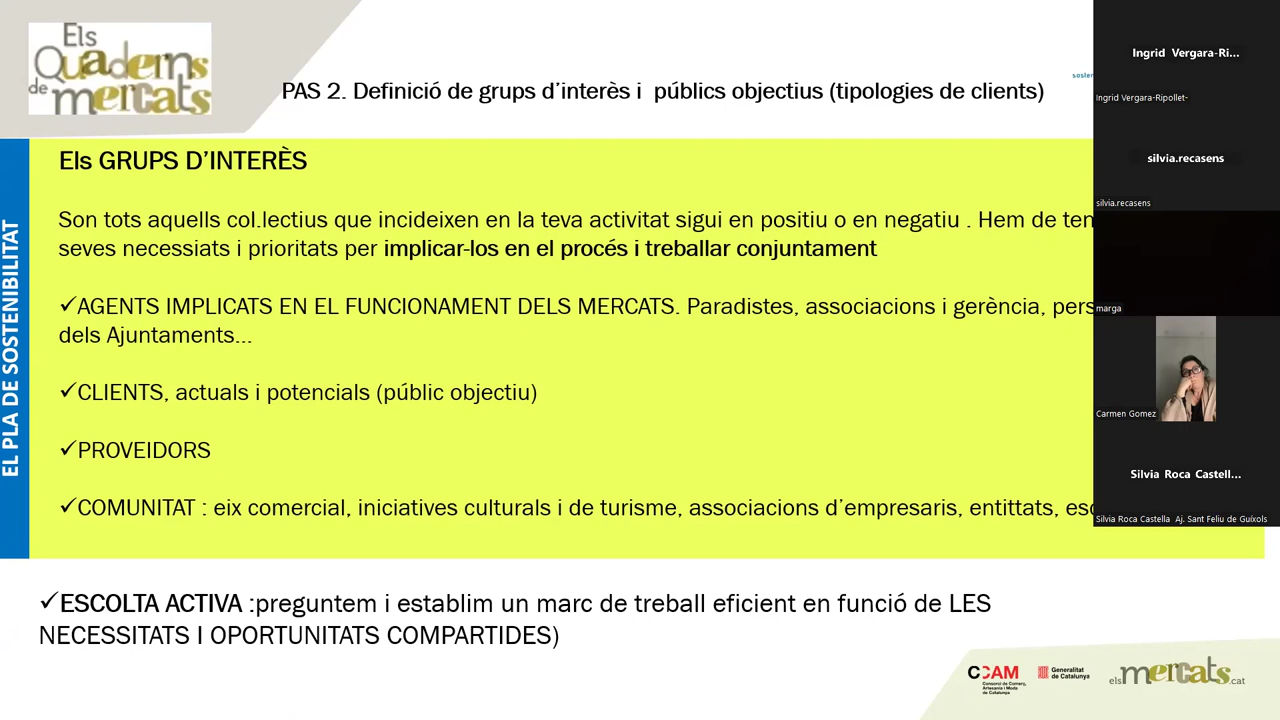 Els
Quaderns
de mercats
PAS 2. Definició de grups d'interès i públics objectius (tipologies de clients)
Els GRUPS D'INTERÈS
Son tots aquells col.lectius que incideixen en la teva activitat sigui en positiu o en negatiu . Hem de ten
seves necessiats i prioritats per implicar-los en el procés i treballar conjuntament
✓AGENTS IMPLICATS EN EL FUNCIONAMENT DELS MERCATS. Paradistes, associacions i gerència, pers
dels Ajuntaments...
✓CLIENTS, actuals i potencials (públic objectiu)
✓PROVEIDORS
✓COMUNITAT : eix comercial, iniciatives culturals i de turisme, associacions d'empresaris, entittats, esc
✓ESCOLTA ACTIVA :preguntem i establim un marc de treball eficient en funció de LES
NECESSITATS I OPORTUNITATS COMPARTIDES)
EL PLA DE SOSTENIBILITAT
Ingrid Vergara-Ri...
Ingrid Vergara-Ripollet-
silvia.recasens
silvia.recasens
marga
Carmen Gomez
Silvia Roca Castell...
Silvia Roca Castella Aj. Sant Feliu de Guíxols
CCAM
Consorci de Comerç,
Artesania i Moda
de Catalunya
Generalitat
de Catalunya
elsmercats.cat